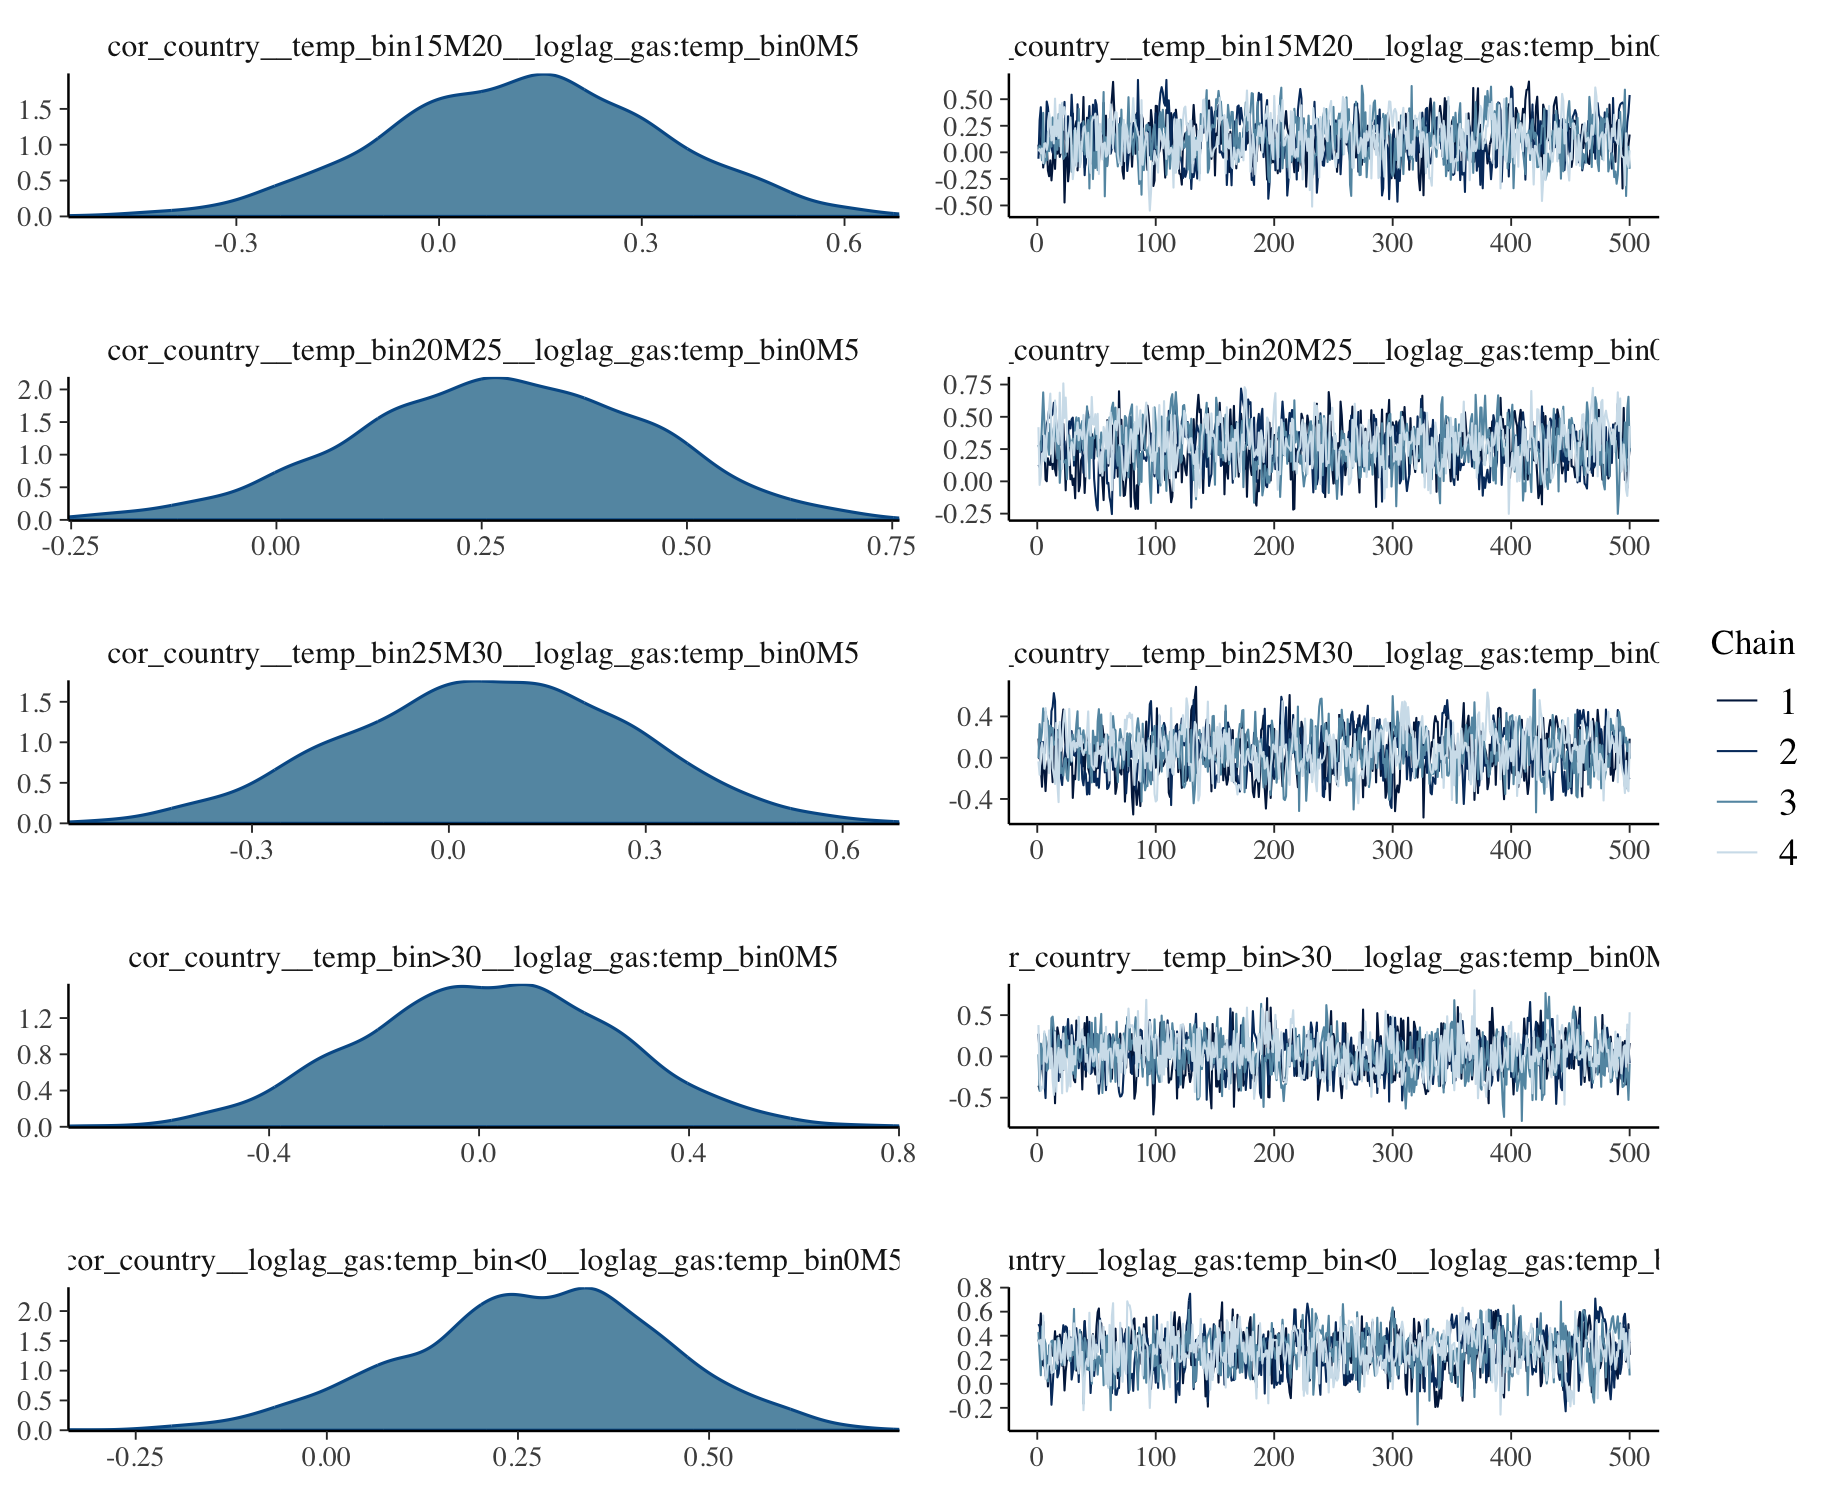 cor_country__temp_bin15M20__loglag_gas:temp_bin0M5
1.5
1.0
0.5
0.0
-0.3 0.0 0.3 0.6
_country__temp_bin15M20__loglag_gas:temp_bin0
0.50
0.25
0.00
-0.25
-0.50
0 100 200 300 400 500
cor_country__temp_bin20M25__loglag_gas:temp_bin0M5
2.0
1.5
1.0
0.5
0.0
-0.25 0.00 0.25 0.50 0.75
_country__temp_bin20M25__loglag_gas:temp_bin0
0.75
0.50
0.25
0.00
-0.25
0 100 200 300 400 500
cor_country__temp_bin25M30__loglag_gas:temp_bin0M5
1.5
1.0
0.5
0.0
-0.3 0.0 0.3 0.6
_country__temp_bin25M30__loglag_gas:temp_bin0
0.4
0.0
-0.4
0 100 200 300 400 500
Chain
1
2
3
4
cor_country__temp_bin>30__loglag_gas:temp_bin0M5
1.2
0.8
0.4
0.0
-0.4 0.0 0.4 0.8
r_country__temp_bin>30__loglag_gas:temp_bin0M
0.5
0.0
-0.5
0 100 200 300 400 500
cor_country__loglag_gas:temp_bin<0__loglag_gas:temp_bin0M5
2.0
1.5
1.0
0.5
0.0
-0.25 0.00 0.25 0.50
untry__loglag_gas:temp_bin<0__loglag_gas:temp_b
0.8
0.6
0.4
0.2
0.0
-0.2
0 100 200 300 400 500